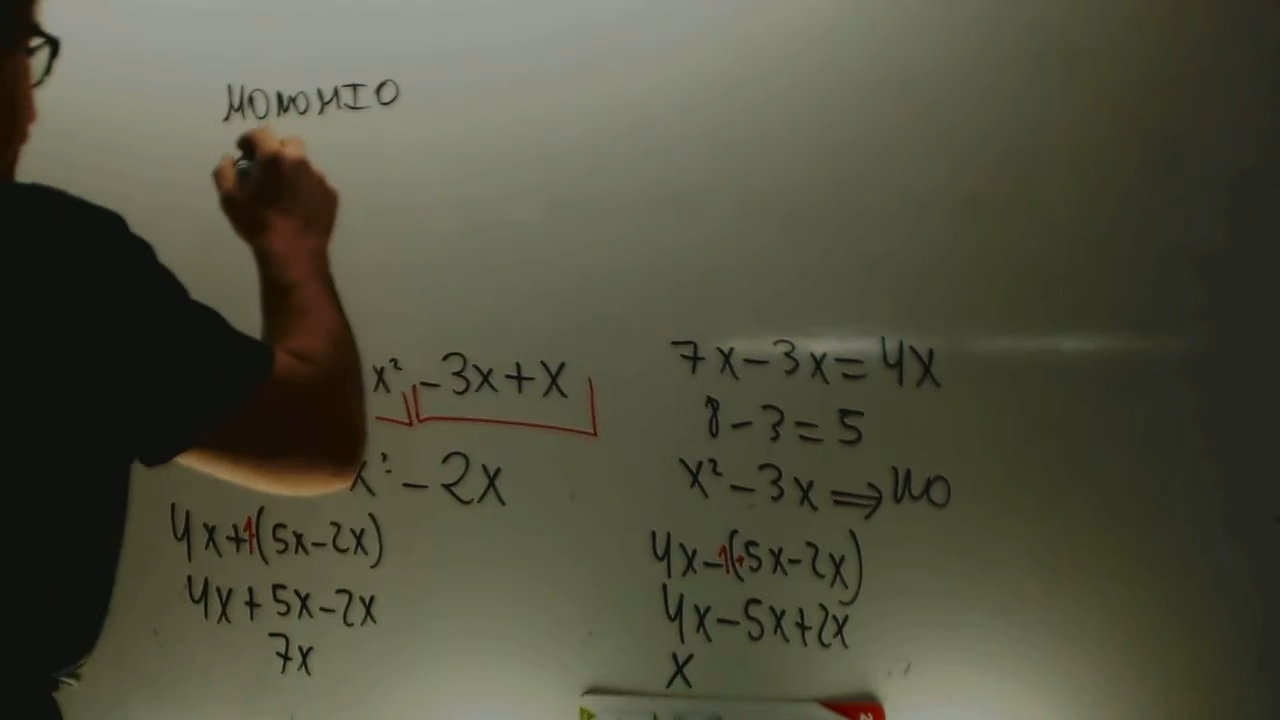 MONOMIO
x² - 3x + x
x² - 2x
4x + 1(5x - 2x)
4x + 5x - 2x
7x
7x - 3x = 4x
8 - 3 = 5
x² - 3x ⇒ NO
4x - 1(+5x - 2x)
4x - 5x + 2x
x